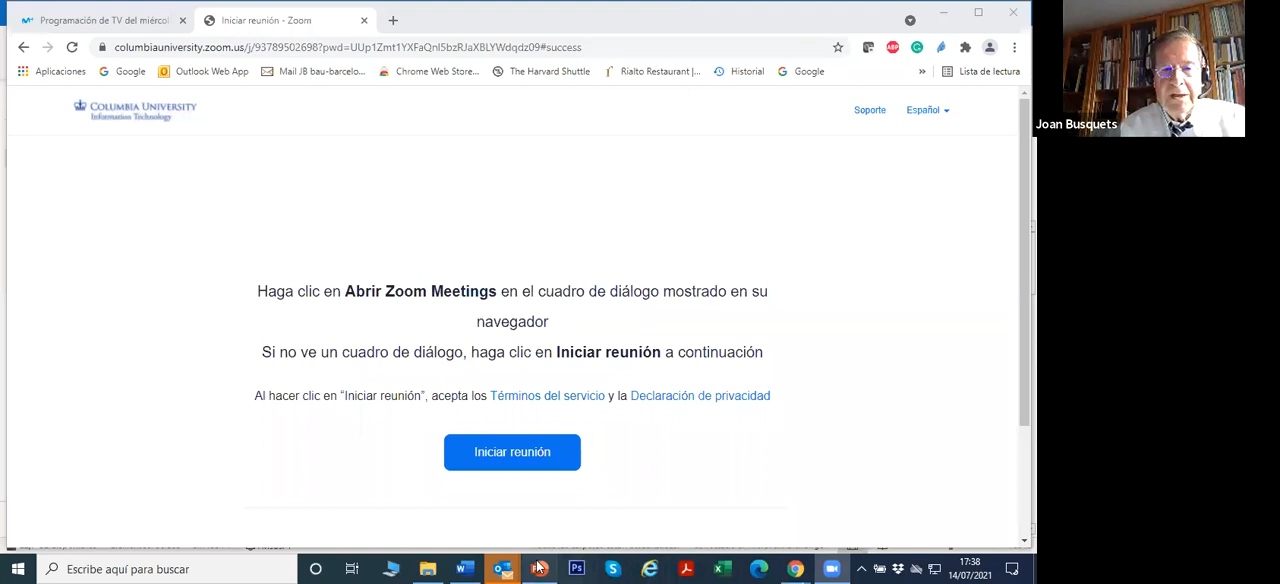 Programación de TV del miércol
Iniciar reunión - Zoom
columbiauniversity.zoom.us/j/93789502698?pwd=UUp1Zmt1YXFaQnI5bzRJaXBLYWdqdz09#success
Aplicaciones
Google
Outlook Web App
Mail JB bau-barcelo...
Chrome Web Store...
The Harvard Shuttle
Rialto Restaurant |...
Historial
Google
»
Lista de lectura
COLUMBIA UNIVERSITY
Information Technology
Soporte
Español
Joan Busquets
Haga clic en Abrir Zoom Meetings en el cuadro de diálogo mostrado en su
navegador
Si no ve un cuadro de diálogo, haga clic en Iniciar reunión a continuación
Al hacer clic en “Iniciar reunión”, acepta los Términos del servicio y la Declaración de privacidad
Iniciar reunión
Escribe aquí para buscar
17:38
14/07/2021